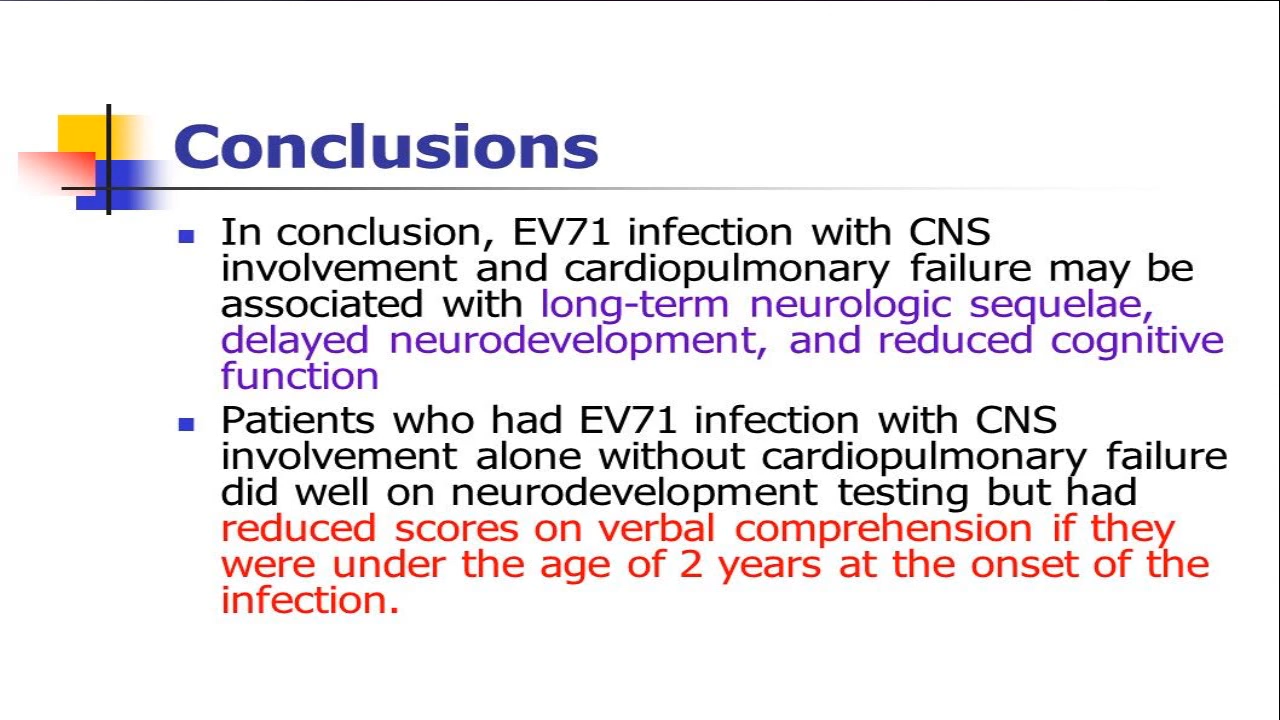 Conclusions
In conclusion, EV71 infection with CNS
involvement and cardiopulmonary failure may be
associated with long-term neurologic sequelae,
delayed neurodevelopment, and reduced cognitive
function
Patients who had EV71 infection with CNS
involvement alone without cardiopulmonary failure
did well on neurodevelopment testing but had
reduced scores on verbal comprehension if they
were under the age of 2 years at the onset of the
infection.